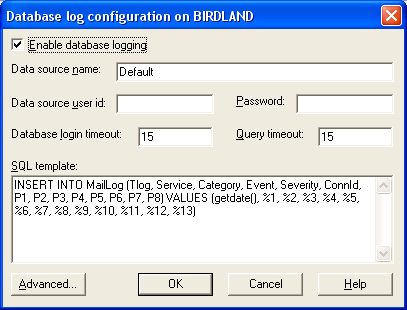 Database log configuration on BIRDLAND
Enable database logging
Data source name: Default
Data source user id: Password:
Database login timeout: 15 Query timeout: 15
SQL template:
INSERT INTO MailLog (Tlog, Service, Category, Event, Severity, ConnId,
P1, P2, P3, P4, P5, P6, P7, P8) VALUES (getdate(), %1, %2, %3, %4, %5,
%6, %7, %8, %9, %10, %11, %12, %13)
Advanced... OK Cancel Help